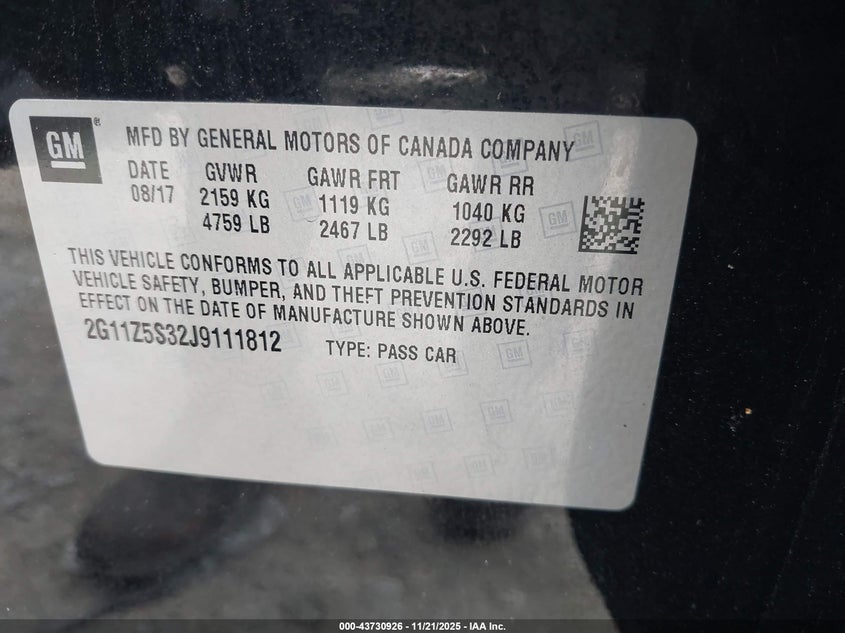 GM
MFD BY GENERAL MOTORS OF CANADA COMPANY
DATE GVWR GAWR FRT GAWR RR
08/17 2159 KG 1119 KG 1040 KG
4759 LB 2467 LB 2292 LB
THIS VEHICLE CONFORMS TO ALL APPLICABLE U.S. FEDERAL MOTOR
VEHICLE SAFETY, BUMPER, AND THEFT PREVENTION STANDARDS IN
EFFECT ON THE DATE OF MANUFACTURE SHOWN ABOVE.
2G11Z5S32J9111812 TYPE: PASS CAR
000-43730926 - 11/21/2025 - IAA Inc.